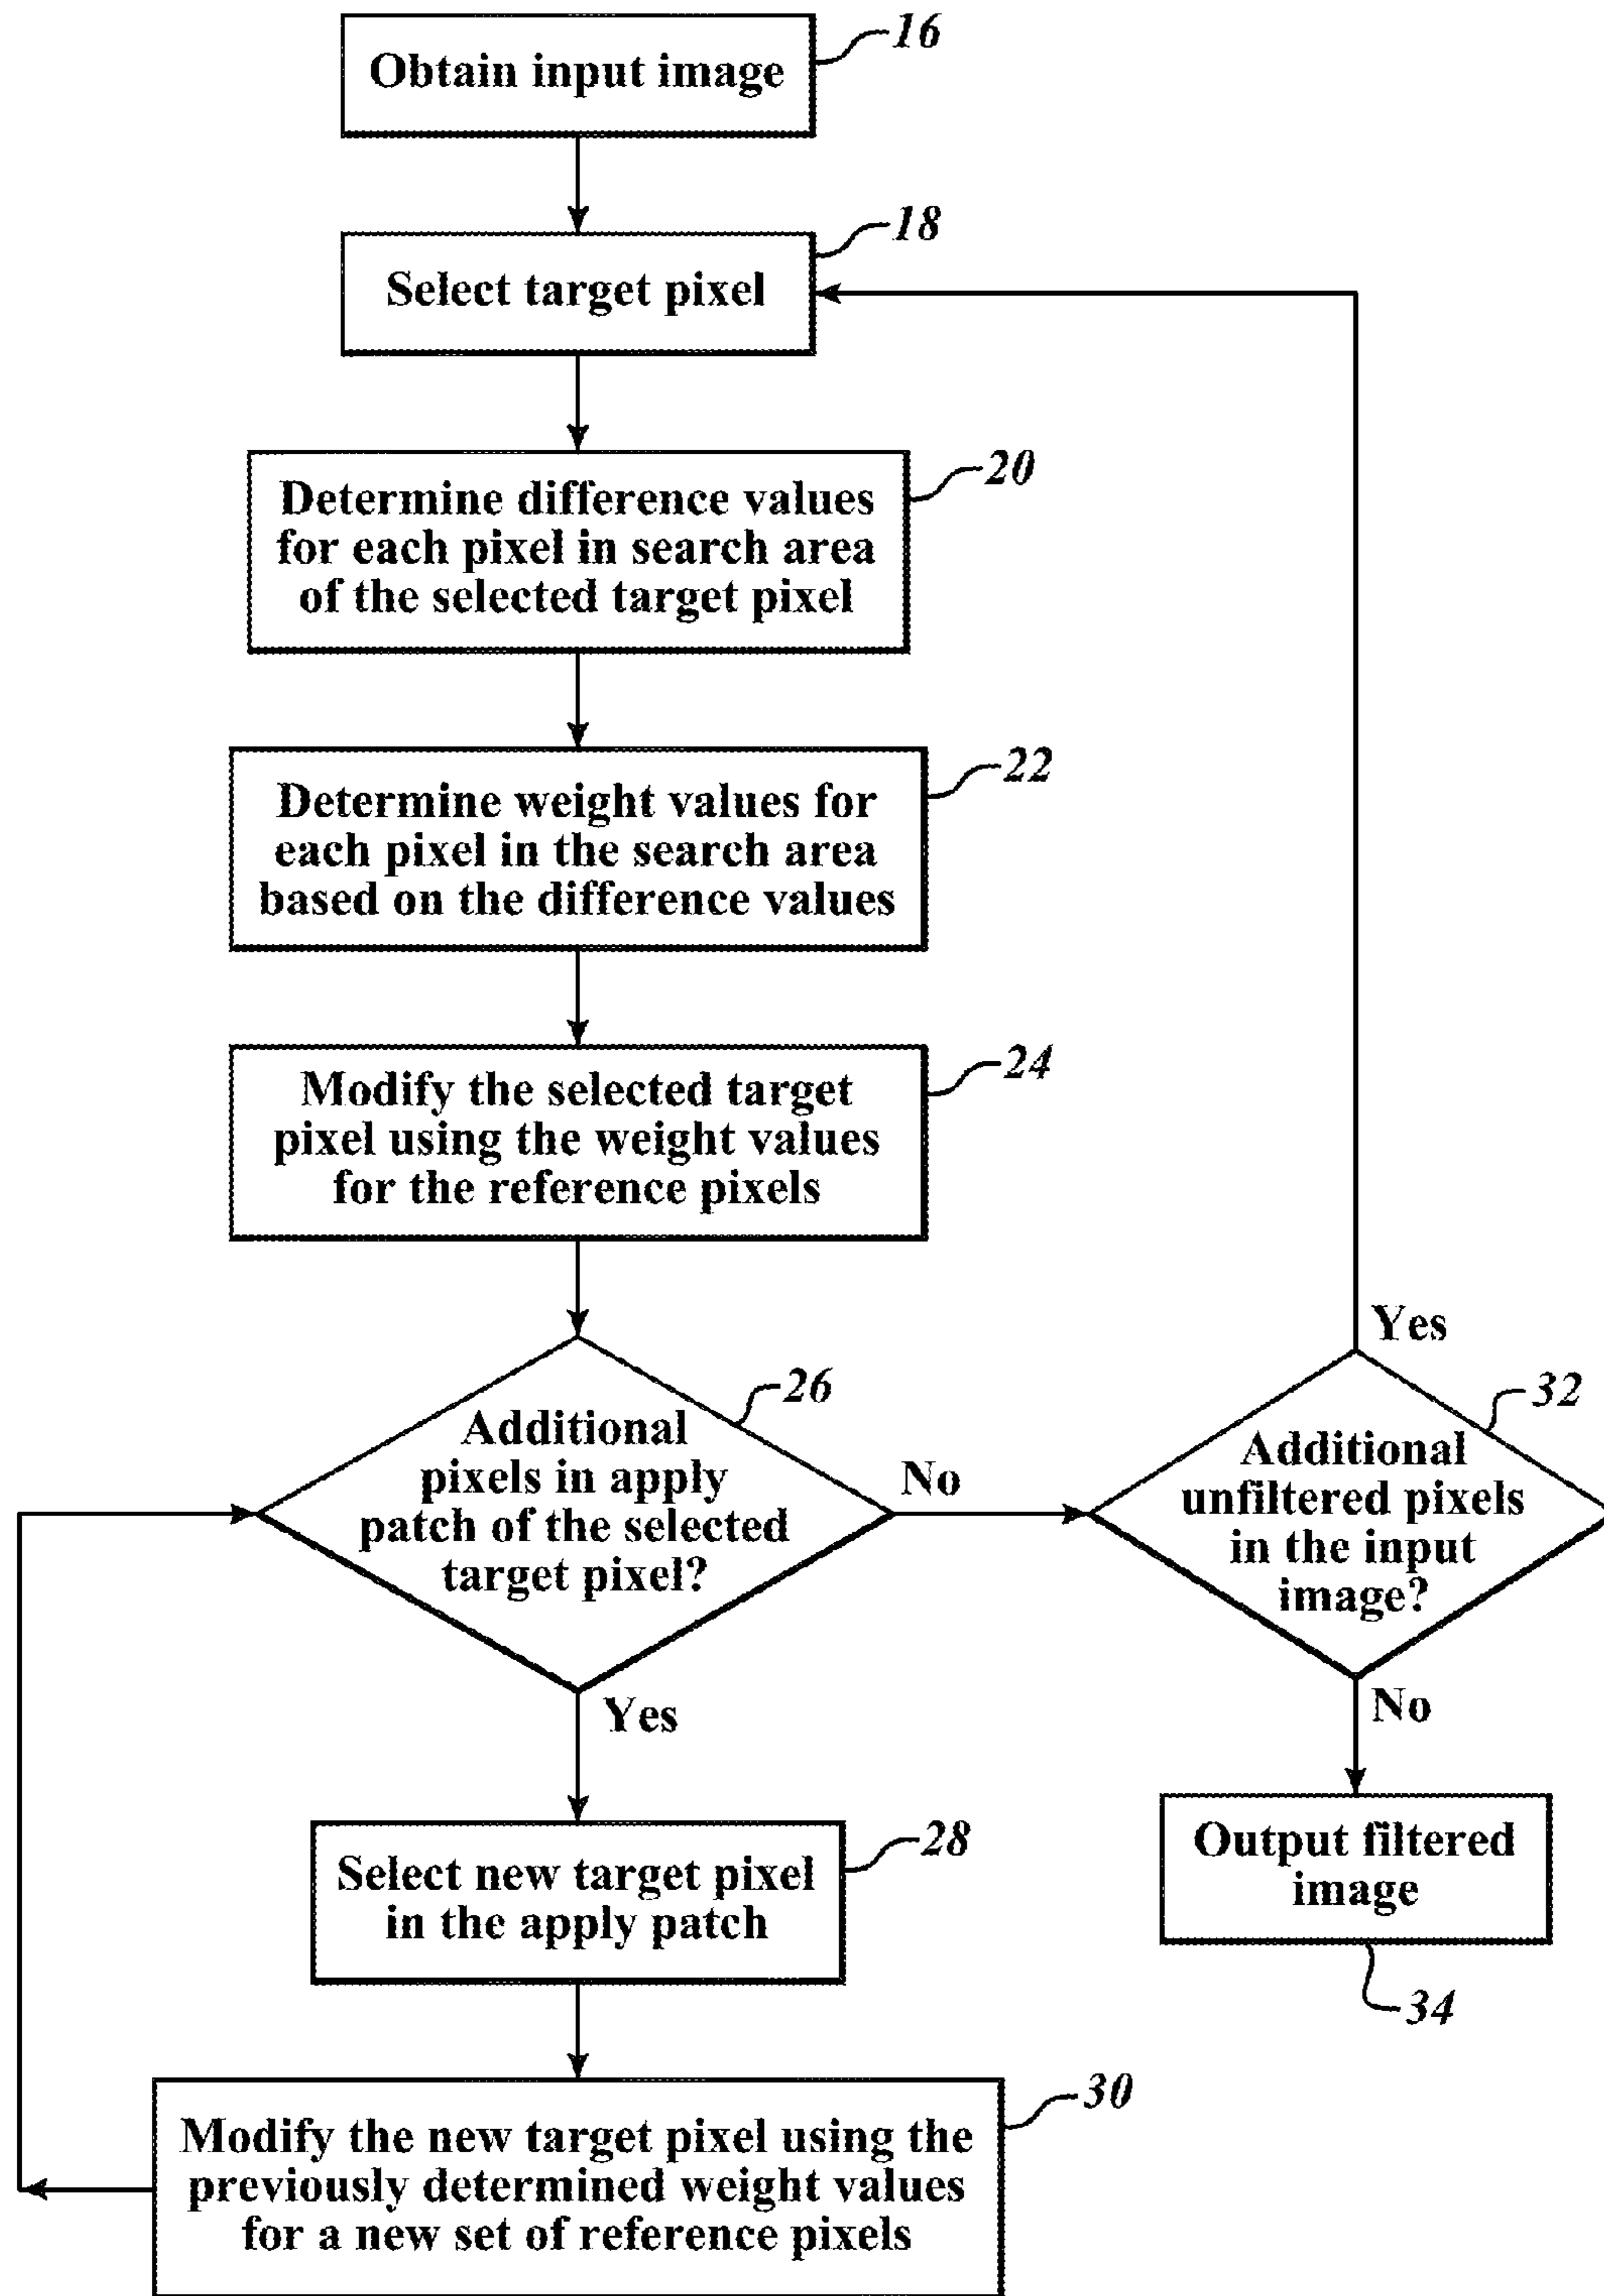 Obtain input image
16
Select target pixel
18
Determine difference values
for each pixel in search area
of the selected target pixel
20
Determine weight values for
each pixel in the search area
based on the difference values
22
Modify the selected target
pixel using the weight values
for the reference pixels
24
Additional
pixels in apply
patch of the selected
target pixel?
26
No
Yes
Additional
unfiltered pixels
in the input
image?
32
Yes
No
Select new target pixel
in the apply patch
28
Output filtered
image
34
Modify the new target pixel using the
previously determined weight values
for a new set of reference pixels
30